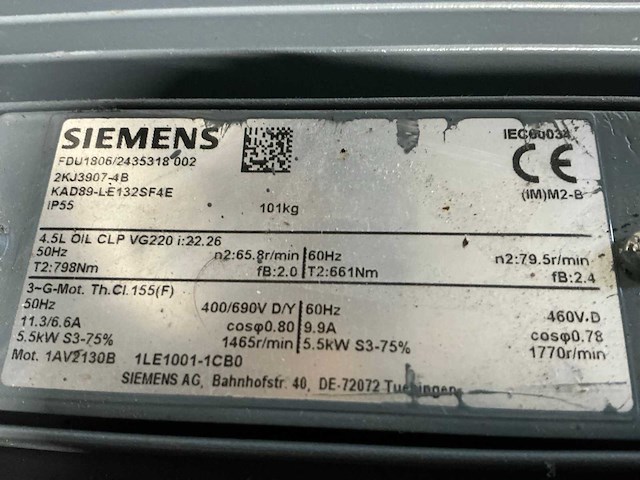 SIEMENS
IEC60034
FDU1806/2435318 002
2KJ3907-4B
KAD89-LE132SF4E
IP55 101kg
CE
(IM)M2-B
4.5L OIL CLP VG220 i:22.26
50Hz n2:65.8r/min 60Hz n2:79.5r/min
T2:798Nm fB:2.0 T2:661Nm fB:2.4
3~G-Mot. Th.Cl.155(F)
50Hz 400/690V D/Y 60Hz 460V.D
11.3/6.6A cosφ0.80 9.9A cosφ0.78
5.5kW S3-75% 1465r/min 5.5kW S3-75% 1770r/min
Mot. 1AV2130B 1LE1001-1CB0
SIEMENS AG, Bahnhofstr. 40, DE-72072 Tuebingen